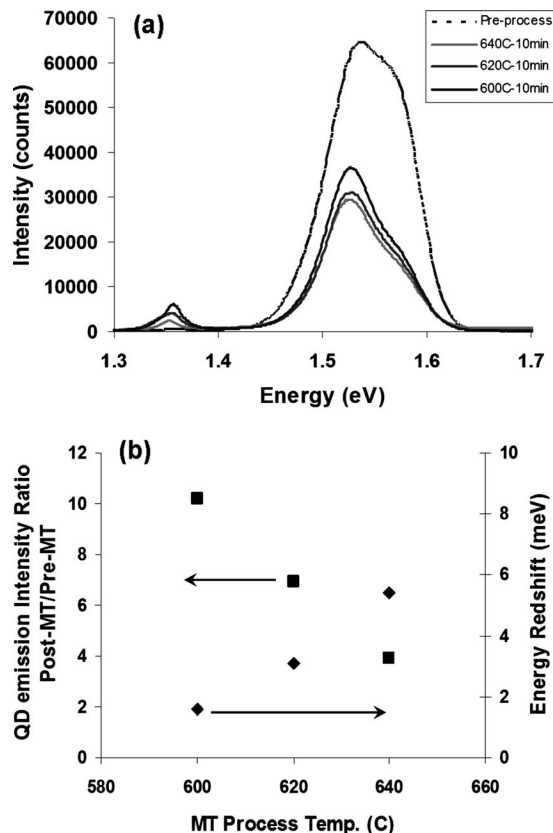 (a)
Pre-process
640C-10min
620C-10min
600C-10min
70000
60000
50000
40000
30000
20000
10000
0
Intensity (counts)
1.3 1.4 1.5 1.6 1.7
Energy (eV)
(b)
12
10
8
6
4
2
0
QD emission Intensity Ratio
Post-MT/Pre-MT
10
8
6
4
2
0
Energy Redshift (meV)
580 600 620 640 660
MT Process Temp. (C)